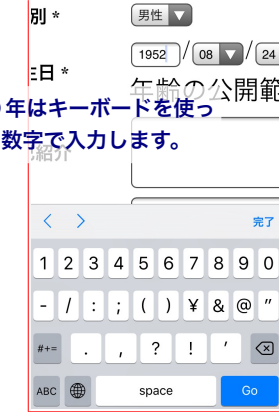 別 *
男性
1952 / 08 / 24
生日 *
年齢の公開範
年はキーボードを使っ
数字で入力します。
紹介
完了
1 2 3 4 5 6 7 8 9 0
- / : ; ( ) ¥ & @ "
#+= . , ? ! '
ABC space Go